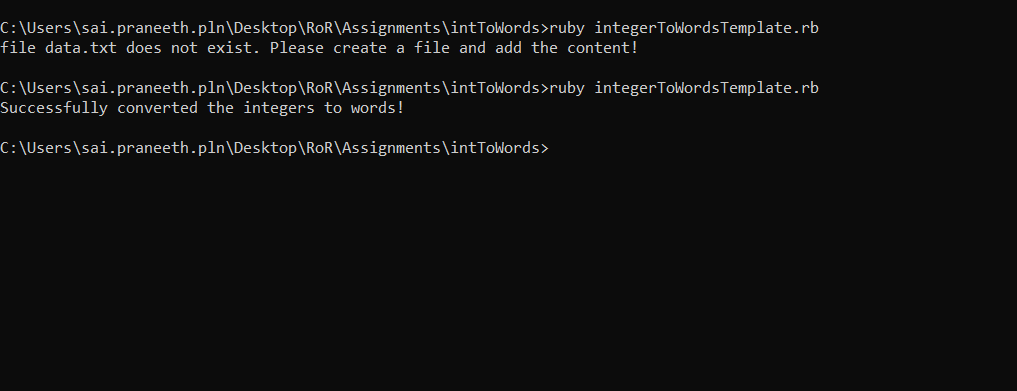 C:\Users\sai.praneeth.pln\Desktop\RoR\Assignments\intToWords>ruby integerToWordsTemplate.rb
file data.txt does not exist. Please create a file and add the content!
C:\Users\sai.praneeth.pln\Desktop\RoR\Assignments\intToWords>ruby integerToWordsTemplate.rb
Successfully converted the integers to words!
C:\Users\sai.praneeth.pln\Desktop\RoR\Assignments\intToWords>